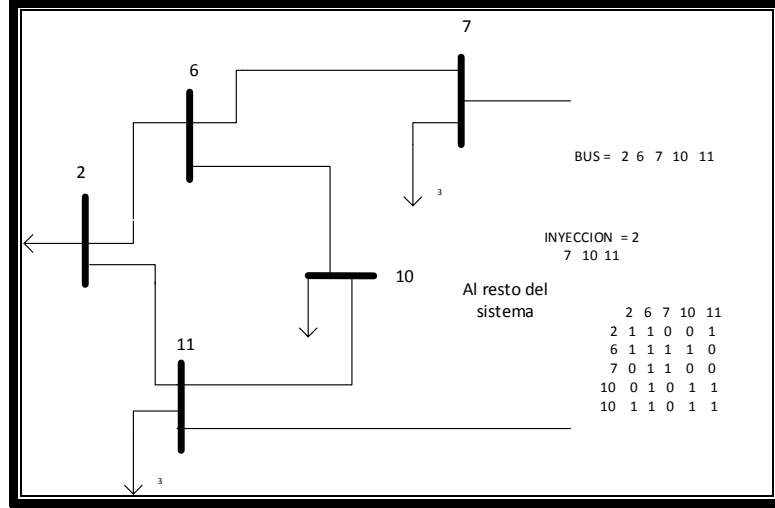 7
6
BUS = 2 6 7 10 11
2
3
INYECCION = 2
7 10 11
10
Al resto del
sistema
2 6 7 10 11
2 1 1 0 0 1
6 1 1 1 1 0
7 0 1 1 0 0
10 0 1 0 1 1
10 1 1 0 1 1
11
3